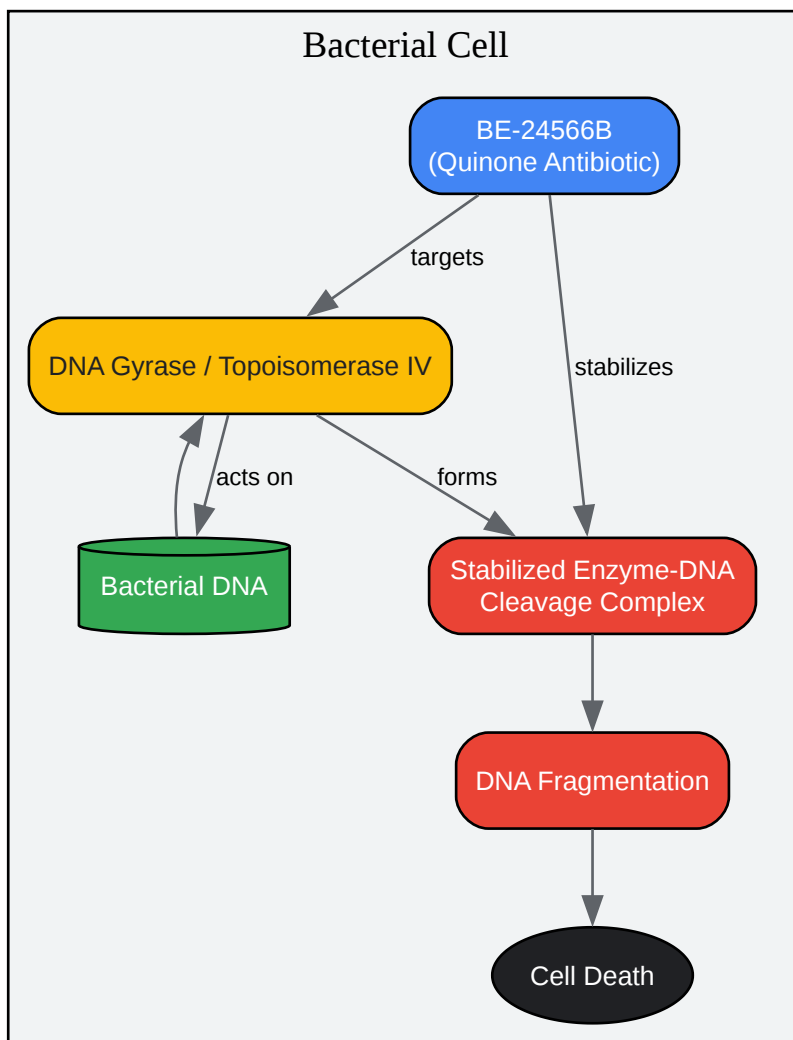 Bacterial Cell
BE-24566B
(Quinone Antibiotic)
targets
DNA Gyrase / Topoisomerase IV
stabilizes
acts on
forms
Bacterial DNA
Stabilized Enzyme-DNA
Cleavage Complex
DNA Fragmentation
Cell Death